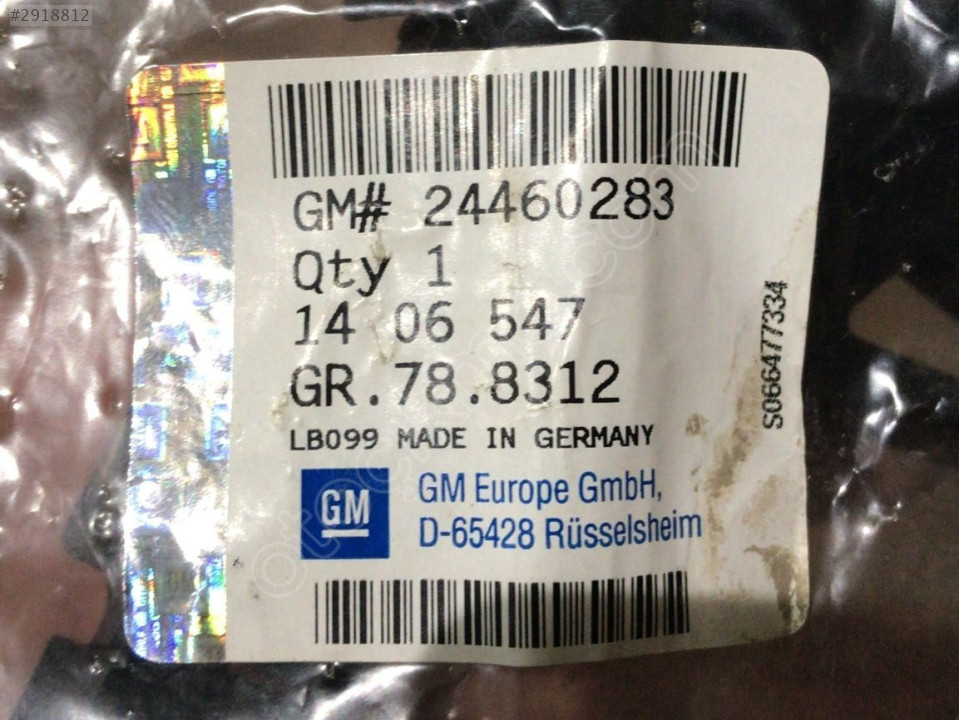 #2918812
GM# 24460283
Qty 1
14 06 547
GR.78.8312
LB099 MADE IN GERMANY
GM
GM Europe GmbH,
D-65428 Rüsselsheim
S066477334